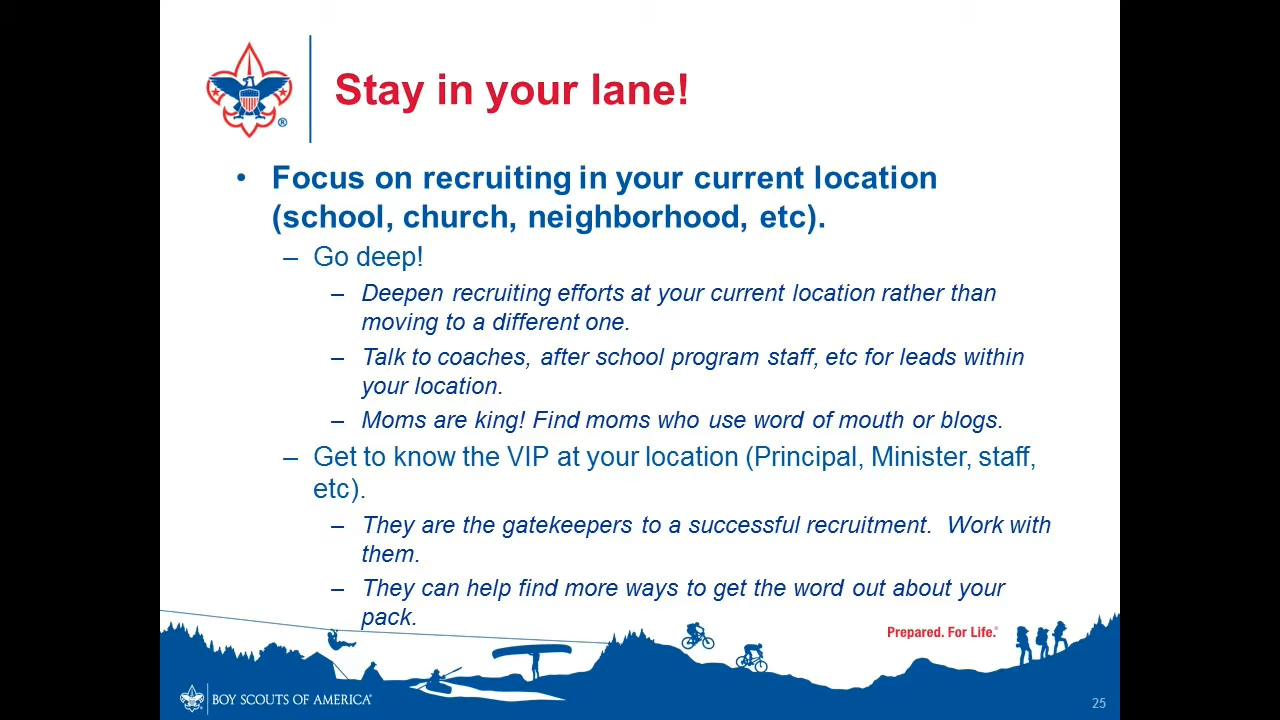 Stay in your lane!
®
• Focus on recruiting in your current location
(school, church, neighborhood, etc).
– Go deep!
– Deepen recruiting efforts at your current location rather than
moving to a different one.
– Talk to coaches, after school program staff, etc for leads within
your location.
– Moms are king! Find moms who use word of mouth or blogs.
– Get to know the VIP at your location (Principal, Minister, staff,
etc).
– They are the gatekeepers to a successful recruitment.  Work with
them.
– They can help find more ways to get the word out about your
pack.
Prepared. For Life.®
BOY SCOUTS OF AMERICA®
25